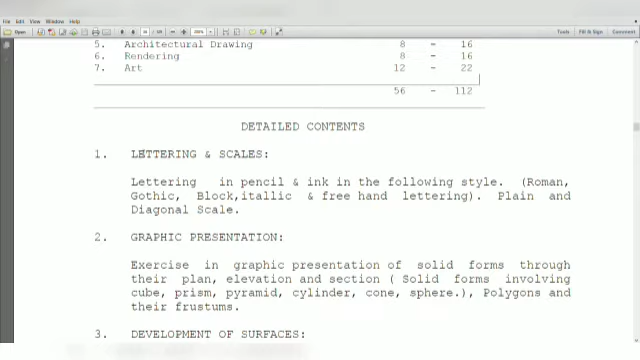 File Edit View Window Help
Open
Tools Fill & Sign Comment
5. Architectural Drawing 8 - 16
6. Rendering 8 - 16
7. Art 12 - 22
56 - 112
DETAILED CONTENTS
1. LETTERING & SCALES:
Lettering in pencil & ink in the following style. (Roman,
Gothic, Block,itallic & free hand lettering). Plain and
Diagonal Scale.
2. GRAPHIC PRESENTATION:
Exercise in graphic presentation of solid forms through
their plan, elevation and section ( Solid forms involving
cube, prism, pyramid, cylinder, cone, sphere.), Polygons and
their frustums.
3. DEVELOPMENT OF SURFACES: